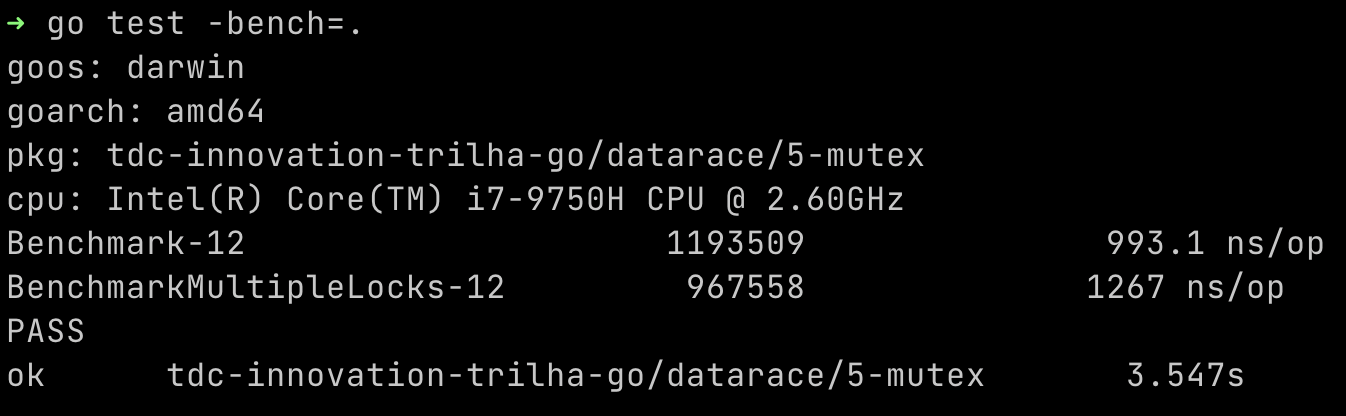 ➜ go test -bench=.
goos: darwin
goarch: amd64
pkg: tdc-innovation-trilha-go/datarace/5-mutex
cpu: Intel(R) Core(TM) i7-9750H CPU @ 2.60GHz
Benchmark-12 1193509 993.1 ns/op
BenchmarkMultipleLocks-12 967558 1267 ns/op
PASS
ok tdc-innovation-trilha-go/datarace/5-mutex 3.547s